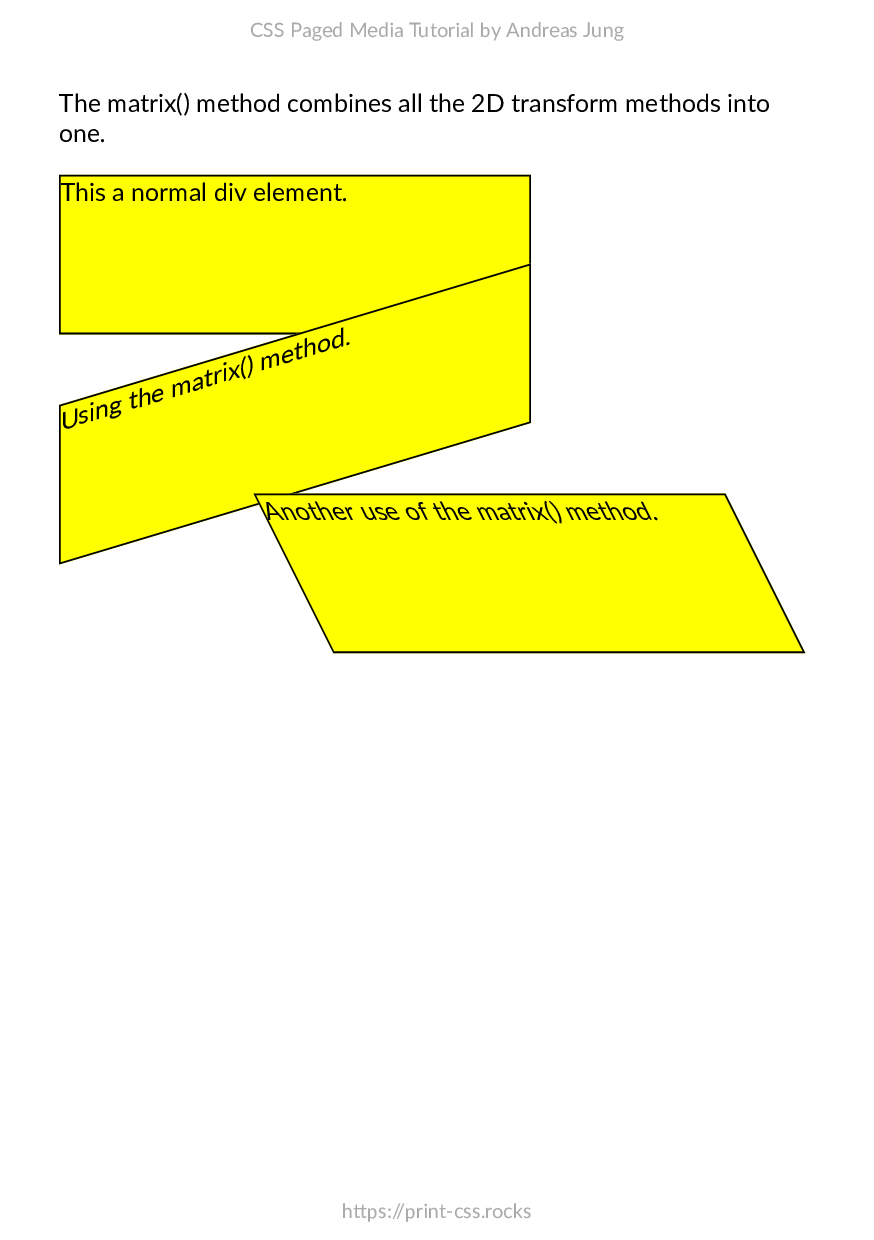 CSS Paged Media Tutorial by Andreas Jung
The matrix() method combines all the 2D transform methods into
one.
This a normal div element.
Using the matrix() method.
Another use of the matrix() method.
https://print-css.rocks